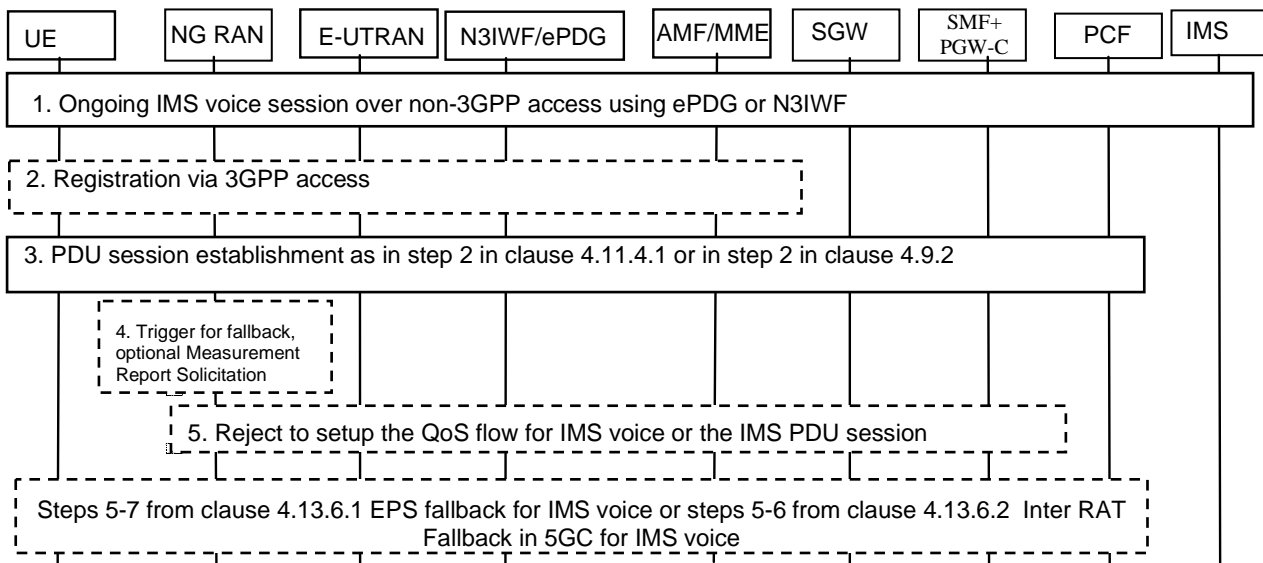 UE
NG RAN
E-UTRAN
N3IWF/ePDG
AMF/MME
SGW
SMF+
PGW-C
PCF
IMS
1. Ongoing IMS voice session over non-3GPP access using ePDG or N3IWF
2. Registration via 3GPP access
3. PDU session establishment as in step 2 in clause 4.11.4.1 or in step 2 in clause 4.9.2
4. Trigger for fallback,
optional Measurement
Report Solicitation
5. Reject to setup the QoS flow for IMS voice or the IMS PDU session
Steps 5-7 from clause 4.13.6.1 EPS fallback for IMS voice or steps 5-6 from clause 4.13.6.2 Inter RAT
Fallback in 5GC for IMS voice